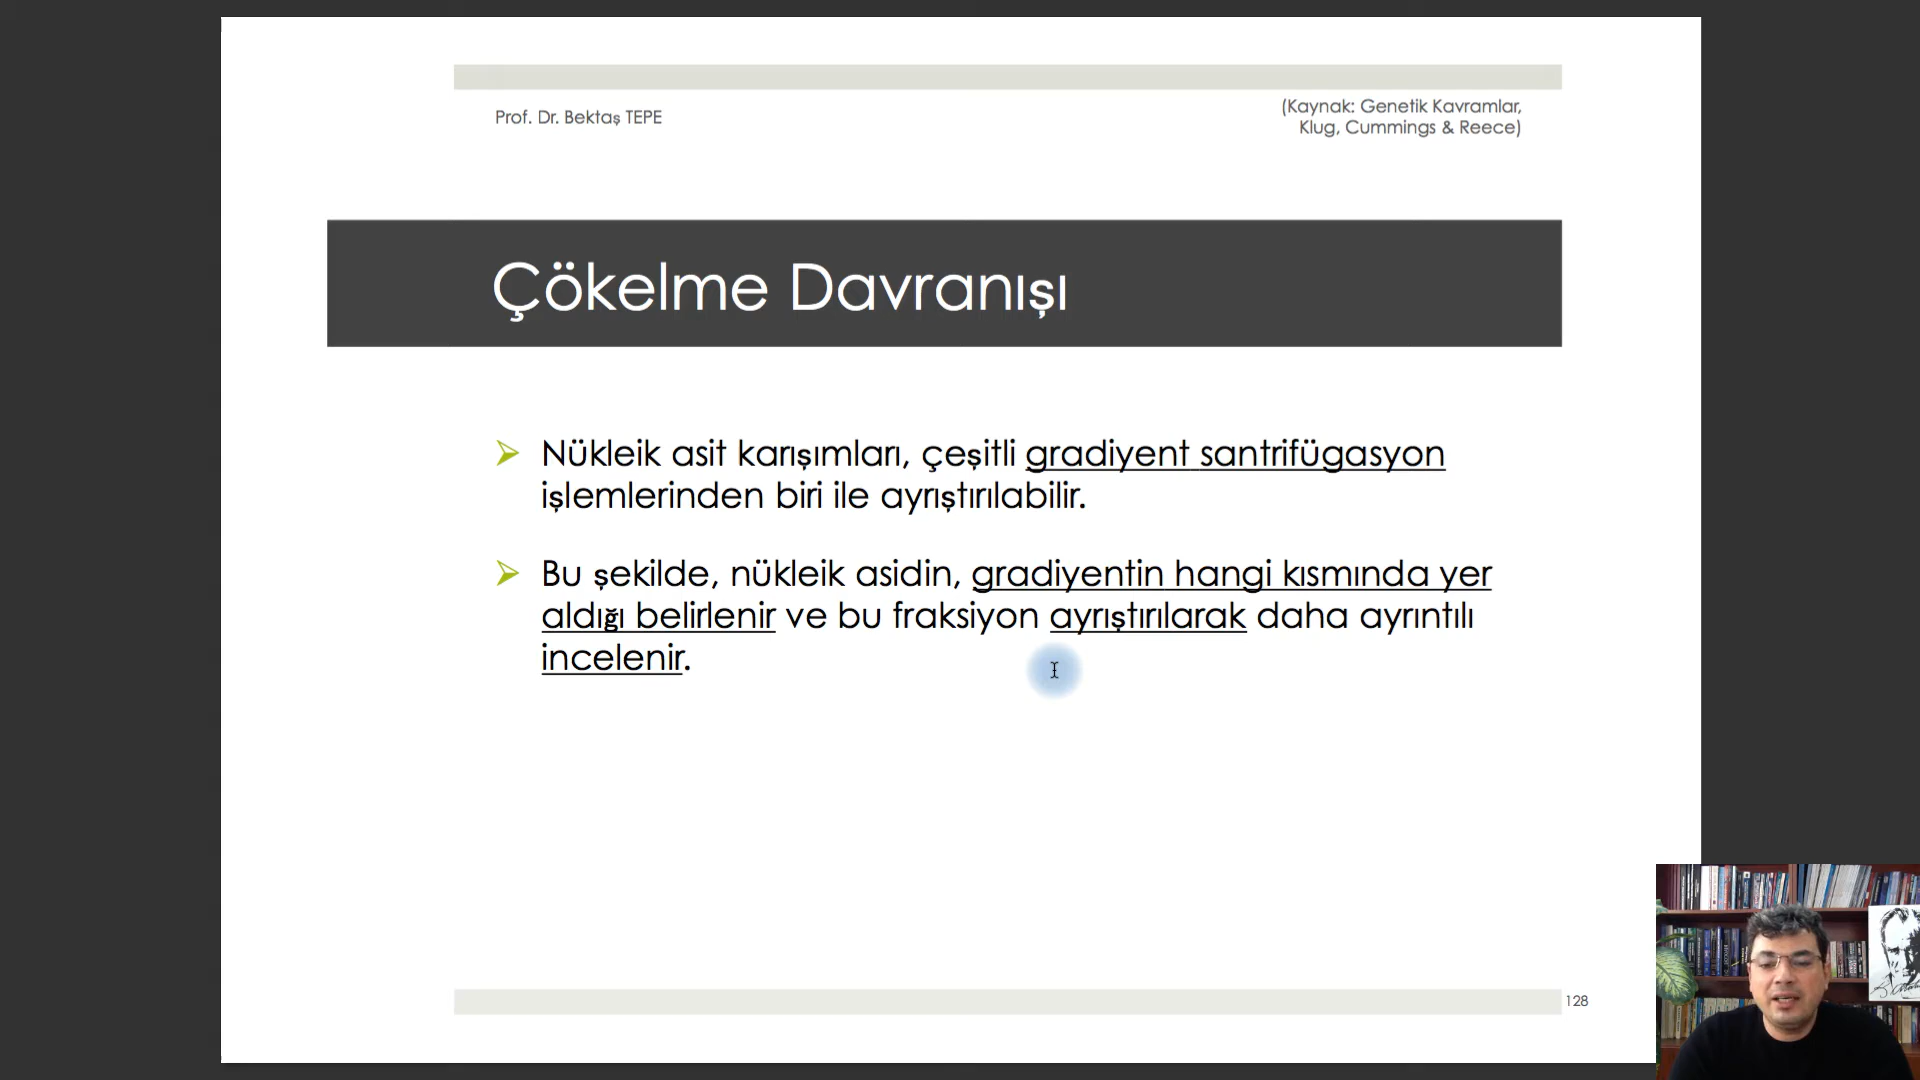 Prof. Dr. Bektaş TEPE
(Kaynak: Genetik Kavramlar,
Klug, Cummings & Reece)
Çökelme Davranışı
Nükleik asit karışımları, çeşitli gradiyent santrifügasyon
işlemlerinden biri ile ayrıştırılabilir.
Bu şekilde, nükleik asidin, gradiyentin hangi kısmında yer
aldığı belirlenir ve bu fraksiyon ayrıştırılarak daha ayrıntılı
incelenir.
128